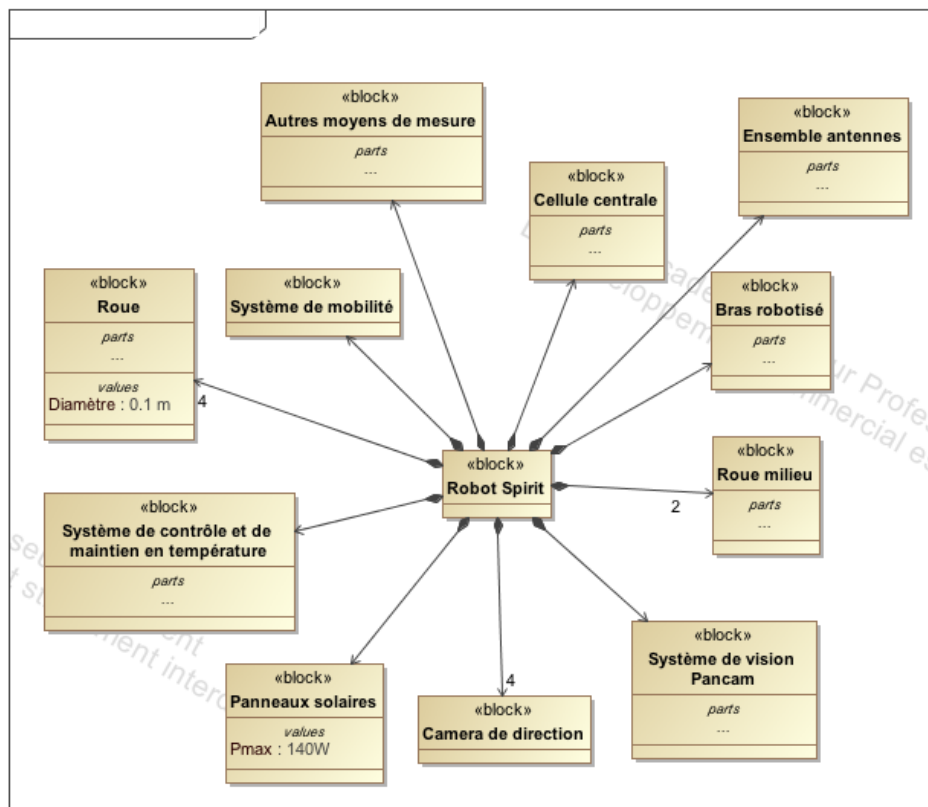 «block»
Autres moyens de mesure
parts
...
«block»
Ensemble antennes
parts
...
«block»
Cellule centrale
parts
...
«block»
Roue
parts
...
values
Diamètre : 0.1 m
4
«block»
Système de mobilité
«block»
Bras robotisé
parts
...
«block»
Robot Spirit
«block»
Roue milieu
parts
...
2
«block»
Système de contrôle et de
maintien en température
parts
...
«block»
Panneaux solaires
values
Pmax : 140W
4
«block»
Camera de direction
«block»
Système de vision
Pancam
parts
...